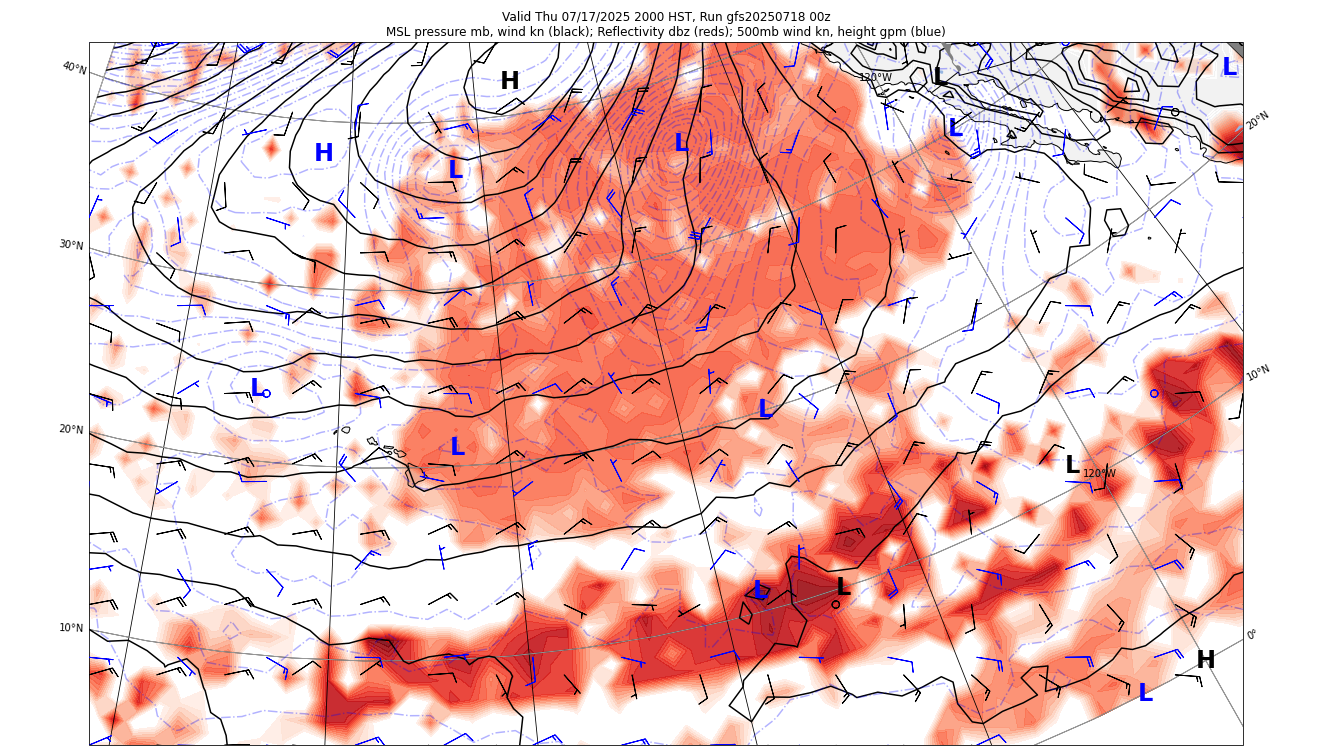 Valid Thu 07/17/2025 2000 HST, Run gfs20250718 00z
MSL pressure mb, wind kn (black); Reflectivity dbz (reds); 500mb wind kn, height gpm (blue)
40°N
H
120°W
L
L
20°N
L
L
H
L
30°N
10°N
L
L
20°N
L
L
120°W
L
L
10°N
0°
H
L